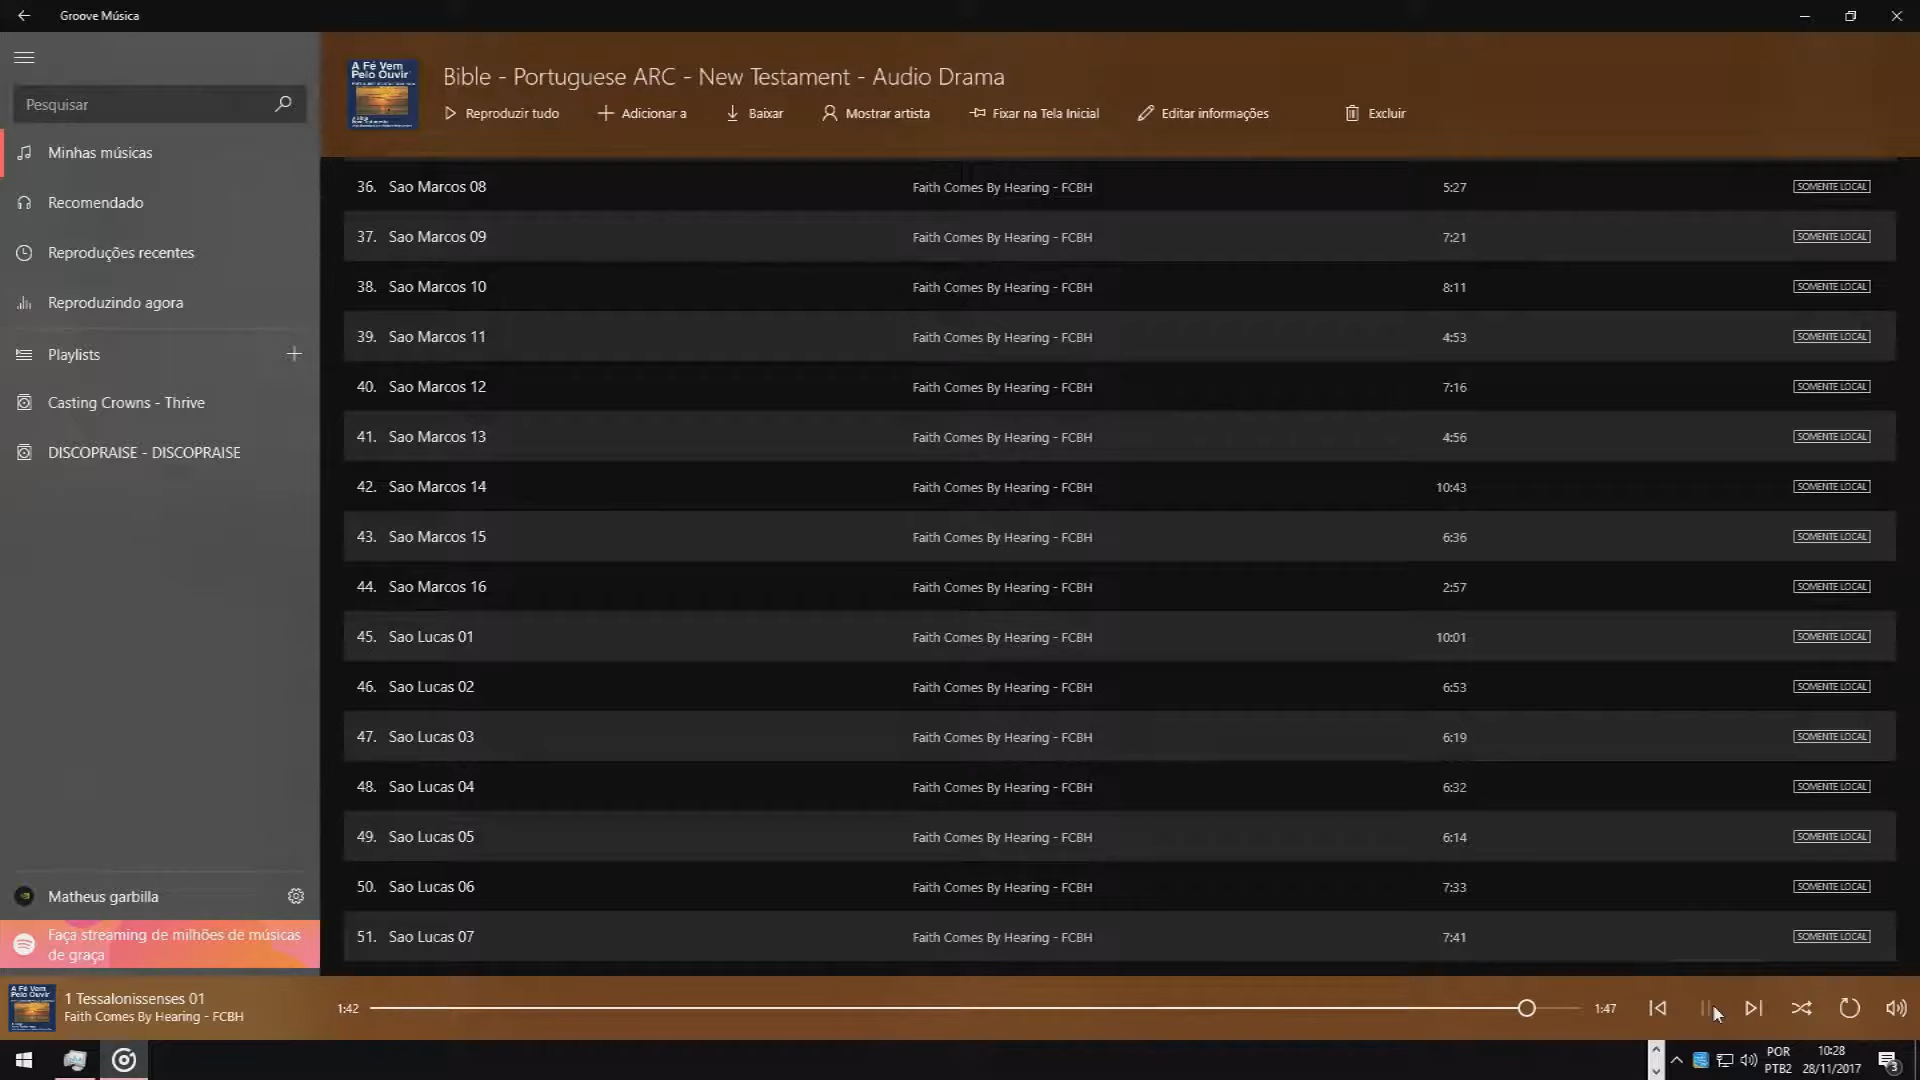 Groove Música
Pesquisar
Minhas músicas
Recomendado
Reproduções recentes
Reproduzindo agora
Playlists
Casting Crowns - Thrive
DISCOPRAISE - DISCOPRAISE
Matheus garbilla
Faça streaming de milhões de músicas
de graça
A Fé Vem
Pelo Ouvir
Bible - Portuguese ARC - New Testament - Audio Drama
Reproduzir tudo Adicionar a Baixar Mostrar artista Fixar na Tela Inicial Editar informações Excluir
36. Sao Marcos 08 Faith Comes By Hearing - FCBH 5:27 SOMENTE LOCAL
37. Sao Marcos 09 Faith Comes By Hearing - FCBH 7:21 SOMENTE LOCAL
38. Sao Marcos 10 Faith Comes By Hearing - FCBH 8:11 SOMENTE LOCAL
39. Sao Marcos 11 Faith Comes By Hearing - FCBH 4:53 SOMENTE LOCAL
40. Sao Marcos 12 Faith Comes By Hearing - FCBH 7:16 SOMENTE LOCAL
41. Sao Marcos 13 Faith Comes By Hearing - FCBH 4:56 SOMENTE LOCAL
42. Sao Marcos 14 Faith Comes By Hearing - FCBH 10:43 SOMENTE LOCAL
43. Sao Marcos 15 Faith Comes By Hearing - FCBH 6:36 SOMENTE LOCAL
44. Sao Marcos 16 Faith Comes By Hearing - FCBH 2:57 SOMENTE LOCAL
45. Sao Lucas 01 Faith Comes By Hearing - FCBH 10:01 SOMENTE LOCAL
46. Sao Lucas 02 Faith Comes By Hearing - FCBH 6:53 SOMENTE LOCAL
47. Sao Lucas 03 Faith Comes By Hearing - FCBH 6:19 SOMENTE LOCAL
48. Sao Lucas 04 Faith Comes By Hearing - FCBH 6:32 SOMENTE LOCAL
49. Sao Lucas 05 Faith Comes By Hearing - FCBH 6:14 SOMENTE LOCAL
50. Sao Lucas 06 Faith Comes By Hearing - FCBH 7:33 SOMENTE LOCAL
51. Sao Lucas 07 Faith Comes By Hearing - FCBH 7:41 SOMENTE LOCAL
A Fé Vem
Pelo Ouvir
1 Tessalonissenses 01
Faith Comes By Hearing - FCBH
1:42 1:47
POR 10:28
PTB2 28/11/2017 3